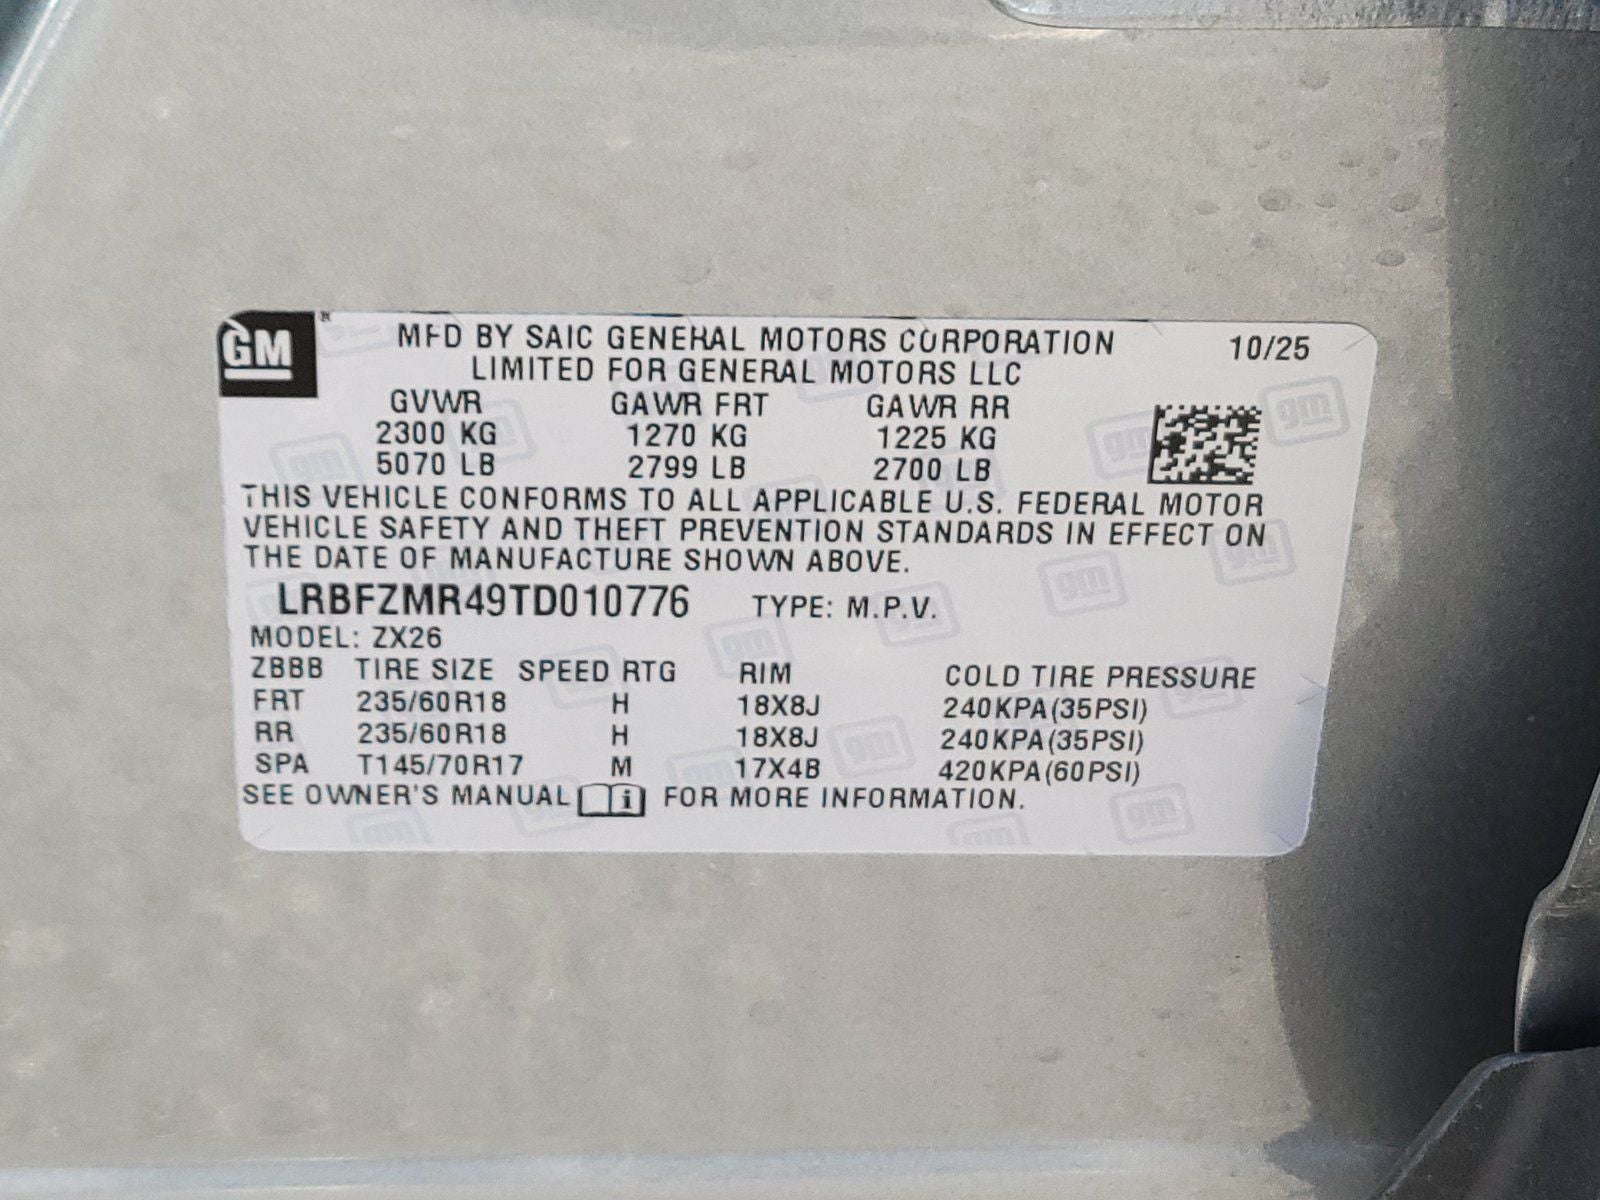 GM
MFD BY SAIC GENERAL MOTORS CORPORATION 10/25
LIMITED FOR GENERAL MOTORS LLC
GVWR GAWR FRT GAWR RR
2300 KG 1270 KG 1225 KG
5070 LB 2799 LB 2700 LB
THIS VEHICLE CONFORMS TO ALL APPLICABLE U.S. FEDERAL MOTOR
VEHICLE SAFETY AND THEFT PREVENTION STANDARDS IN EFFECT ON
THE DATE OF MANUFACTURE SHOWN ABOVE.
LRBFZMR49TD010776 TYPE: M.P.V.
MODEL: ZX26
ZBBB TIRE SIZE SPEED RTG RIM COLD TIRE PRESSURE
FRT 235/60R18 H 18X8J 240KPA(35PSI)
RR 235/60R18 H 18X8J 240KPA(35PSI)
SPA T145/70R17 M 17X4B 420KPA(60PSI)
SEE OWNER'S MANUAL i FOR MORE INFORMATION.